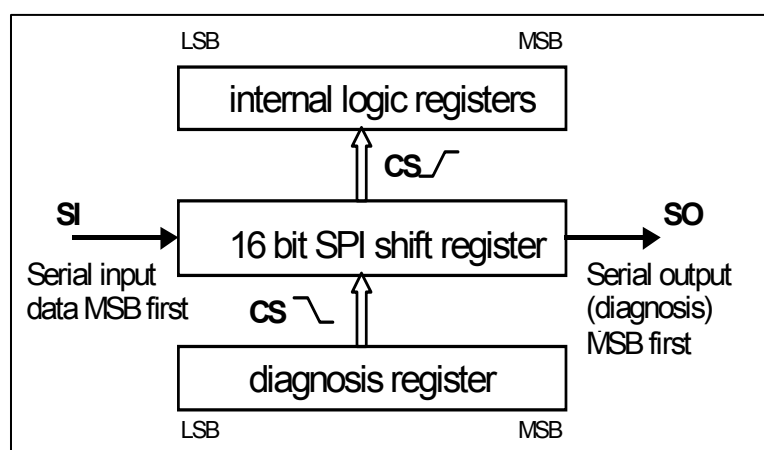 LSB MSB
internal logic registers
CS
SI SO
16 bit SPI shift register
Serial input
data MSB first
Serial output
(diagnosis)
MSB first
CS
diagnosis register
LSB MSB